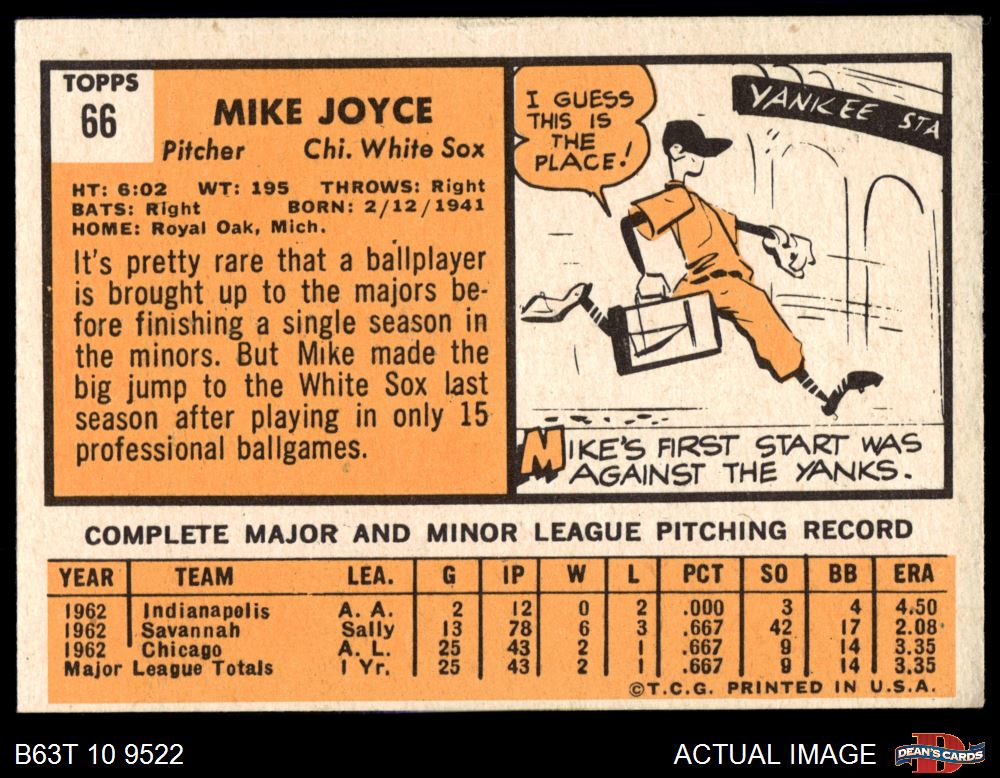 TOPPS
66
MIKE JOYCE
Pitcher Chi. White Sox
HT: 6:02 WT: 195 THROWS: Right
BATS: Right BORN: 2/12/1941
HOME: Royal Oak, Mich.
It's pretty rare that a ballplayer
is brought up to the majors be-
fore finishing a single season in
the minors. But Mike made the
big jump to the White Sox last
season after playing in only 15
professional ballgames.
I GUESS
THIS IS
THE
PLACE!
YANKEE STA
MIKE'S FIRST START WAS
AGAINST THE YANKS.
COMPLETE MAJOR AND MINOR LEAGUE PITCHING RECORD
YEAR TEAM LEA. G IP W L PCT SO BB ERA
1962 Indianapolis A. A. 2 12 0 2 .000 3 4 4.50
1962 Savannah Sally 13 78 6 3 .667 42 17 2.08
1962 Chicago A. L. 25 43 2 1 .667 9 14 3.35
Major League Totals 1 Yr. 25 43 2 1 .667 9 14 3.35
©T.C.G. PRINTED IN U.S.A.
B63T 10 9522 ACTUAL IMAGE
D
DEAN'S CARDS